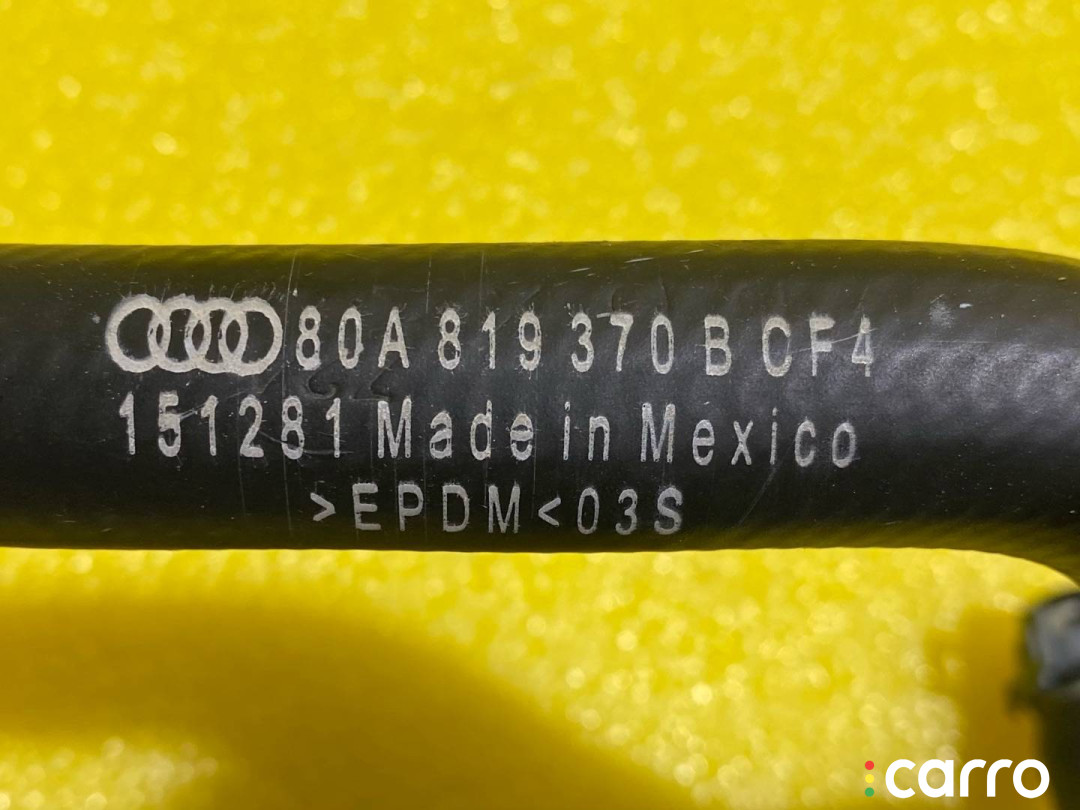 80A 819 370 B CF4
151281 Made in Mexico
>EPDM<03S
carro